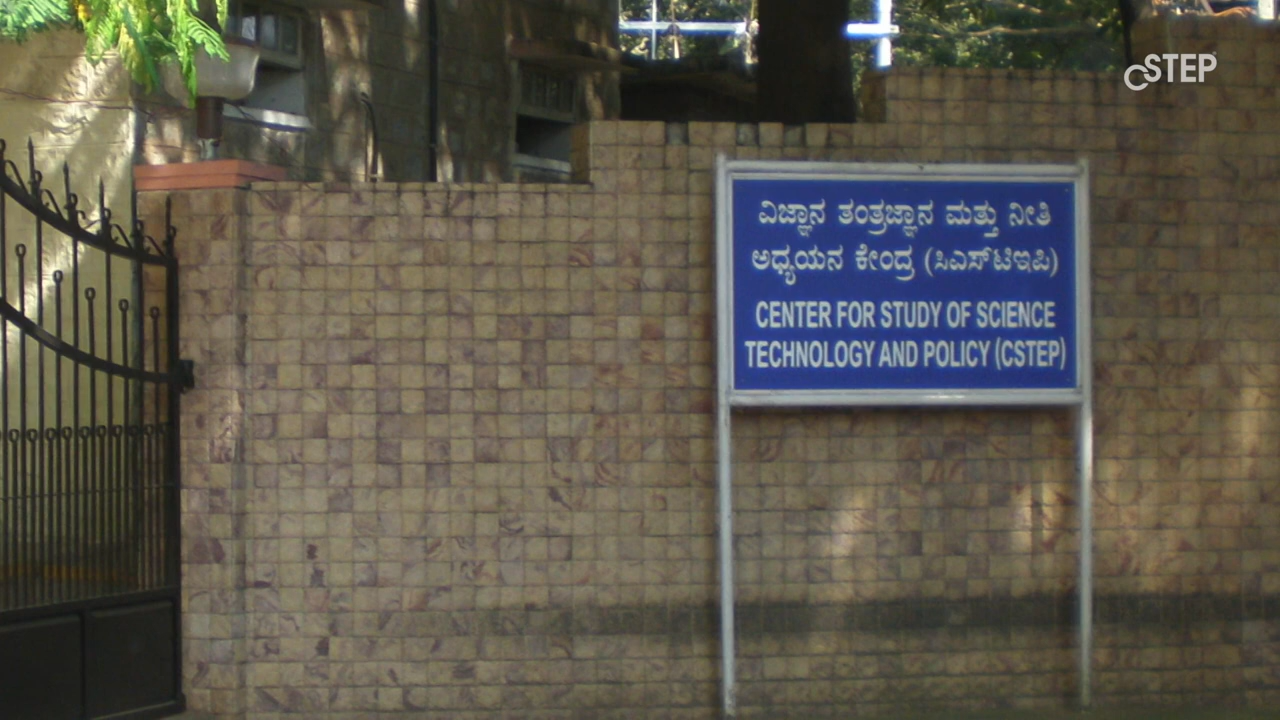 CSTEP
ವಿಜ್ಞಾನ ತಂತ್ರಜ್ಞಾನ ಮತ್ತು ನೀತಿ
ಅಧ್ಯಯನ ಕೇಂದ್ರ (ಸಿಎಸ್‌ಟಿಇಪಿ)
CENTER FOR STUDY OF SCIENCE
TECHNOLOGY AND POLICY (CSTEP)